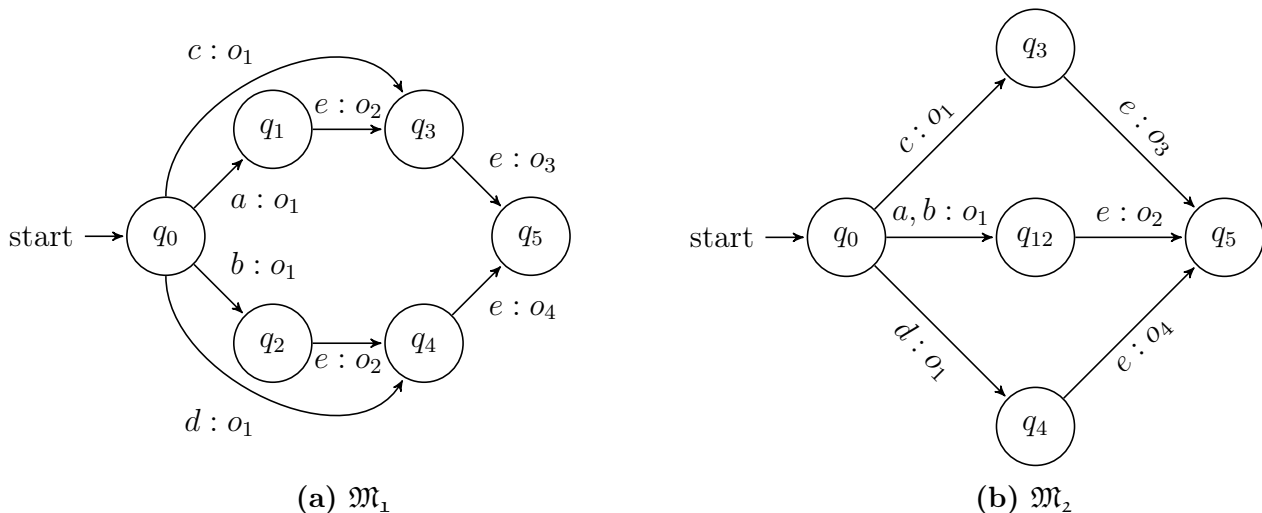 c : o₁
q₁
e : o₂
q₃
a : o₁
e : o₃
start
q₀
q₅
b : o₁
e : o₄
q₂
e : o₂
q₄
d : o₁
(a) 𝔐₁
q₃
c : o₁
e : o₃
start
q₀
a, b : o₁
q₁₂
e : o₂
q₅
d : o₁
e : o₄
q₄
(b) 𝔐₂